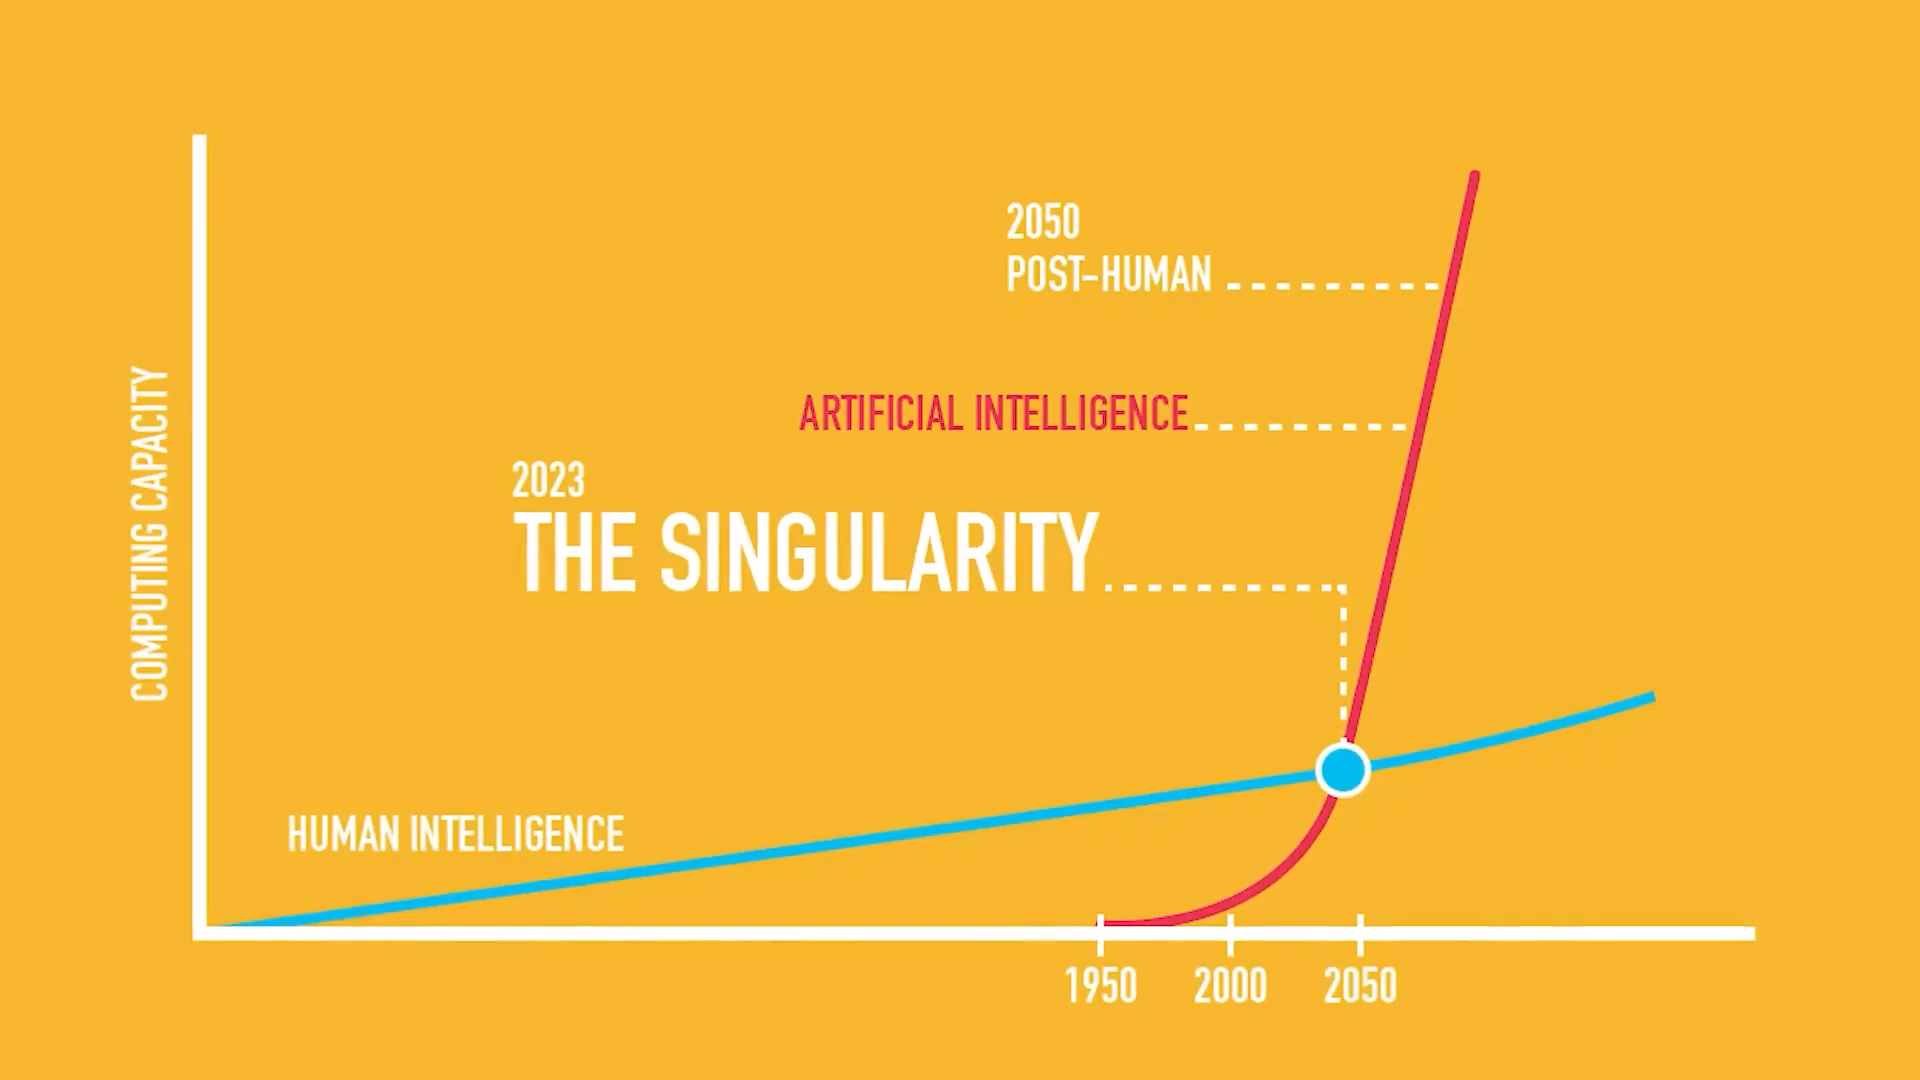 2050
POST-HUMAN
ARTIFICIAL INTELLIGENCE
2023
THE SINGULARITY
COMPUTING CAPACITY
HUMAN INTELLIGENCE
1950 2000 2050